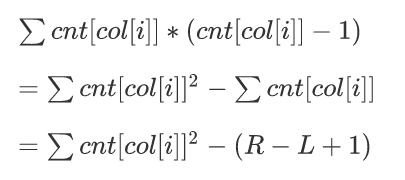 ∑ cnt[col[i]] ∗ (cnt[col[i]] − 1)
= ∑ cnt[col[i]]² − ∑ cnt[col[i]]
= ∑ cnt[col[i]]² − (R − L + 1)